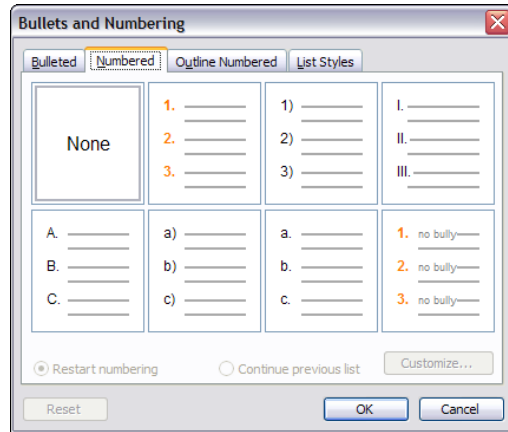 Bullets and Numbering
Bulleted Numbered Outline Numbered List Styles
None
1.
2.
3.
1)
2)
3)
I.
II.
III.
A.
B.
C.
a)
b)
c)
a.
b.
c.
1. no bully
2. no bully
3. no bully
Restart numbering Continue previous list Customize...
Reset OK Cancel